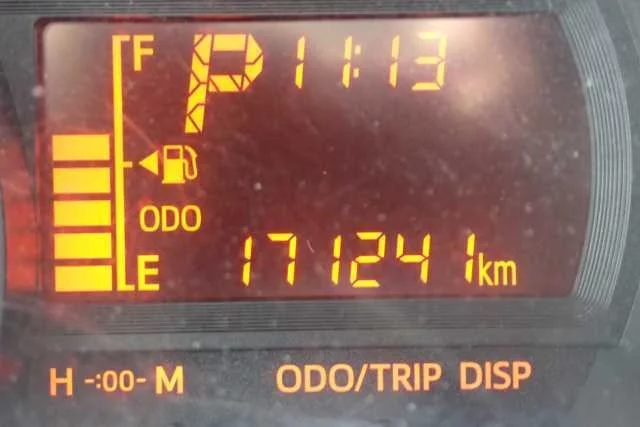 F P 11:13
ODO
E 171241km
H -:00- M ODO/TRIP DISP